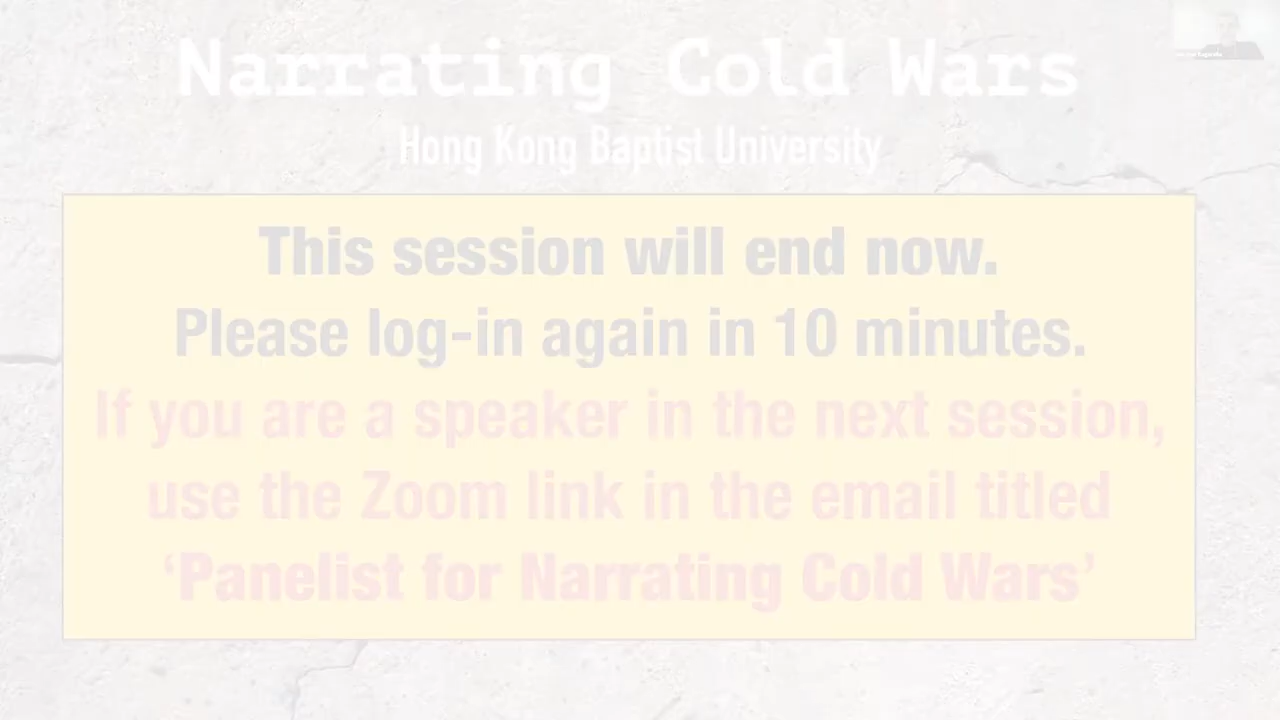 Narrating Cold Wars
Hong Kong Baptist University
This session will end now.
Please log-in again in 10 minutes.
If you are a speaker in the next session,
use the Zoom link in the email titled
‘Panelist for Narrating Cold Wars’